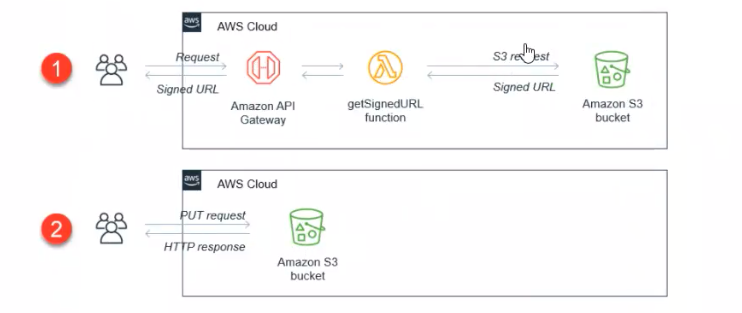 aws
AWS Cloud
1
Request
Signed URL
Amazon API
Gateway
getSignedURL
function
S3 request
Signed URL
Amazon S3
bucket
aws
AWS Cloud
2
PUT request
HTTP response
Amazon S3
bucket